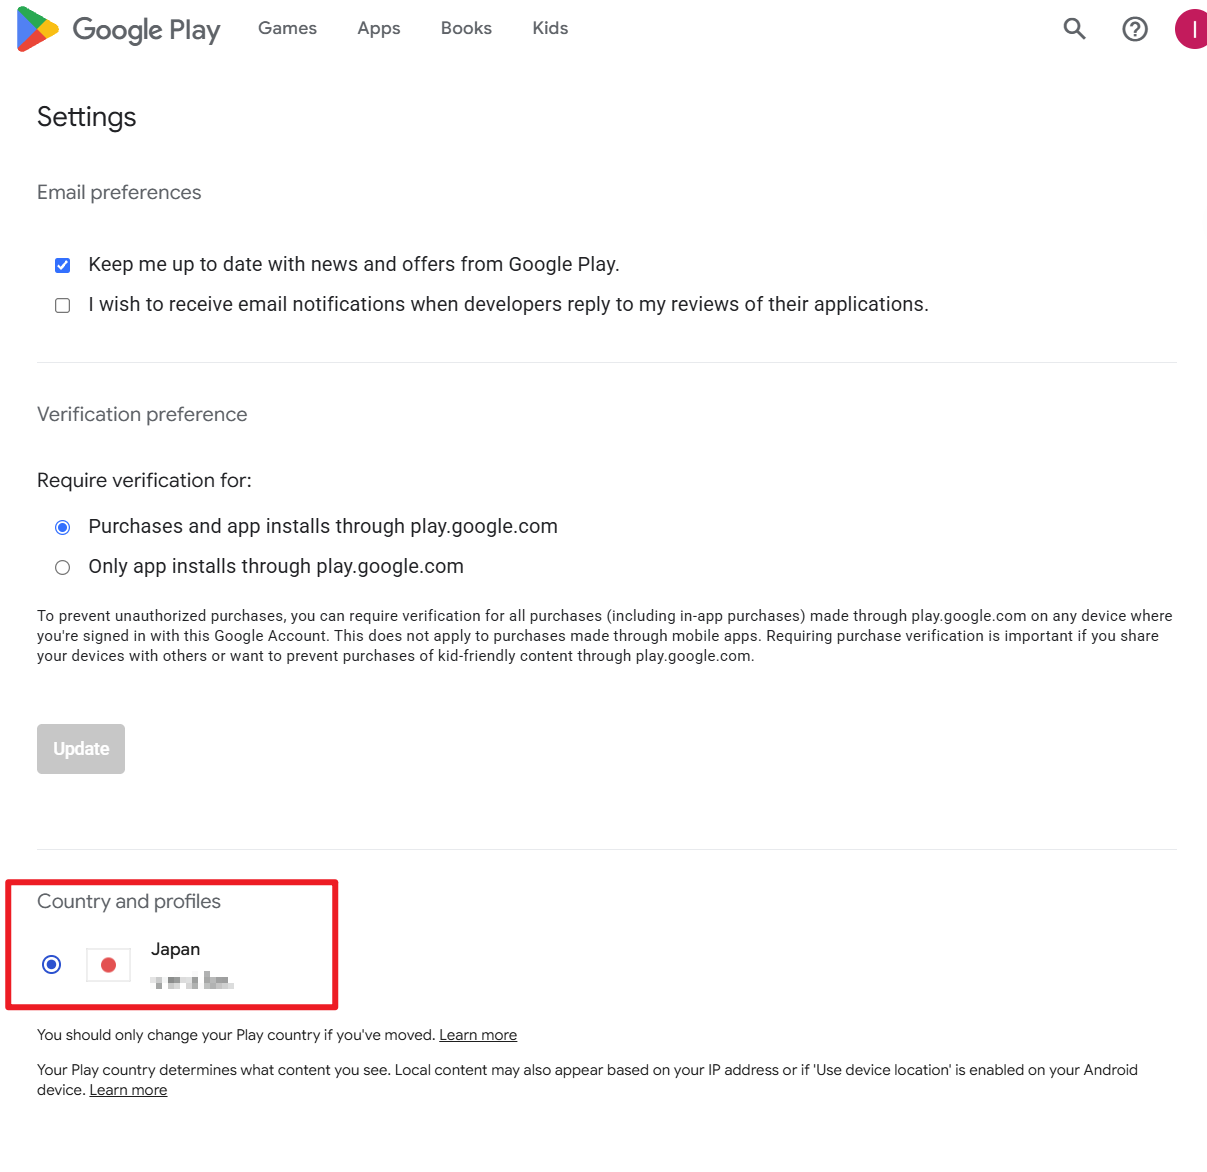 Google Play
Games
Apps
Books
Kids
I
Settings
Email preferences
Keep me up to date with news and offers from Google Play.
I wish to receive email notifications when developers reply to my reviews of their applications.
Verification preference
Require verification for:
Purchases and app installs through play.google.com
Only app installs through play.google.com
To prevent unauthorized purchases, you can require verification for all purchases (including in-app purchases) made through play.google.com on any device where
you're signed in with this Google Account. This does not apply to purchases made through mobile apps. Requiring purchase verification is important if you share
your devices with others or want to prevent purchases of kid-friendly content through play.google.com.
Update
Country and profiles
Japan
You should only change your Play country if you've moved. Learn more
Your Play country determines what content you see. Local content may also appear based on your IP address or if 'Use device location' is enabled on your Android
device. Learn more